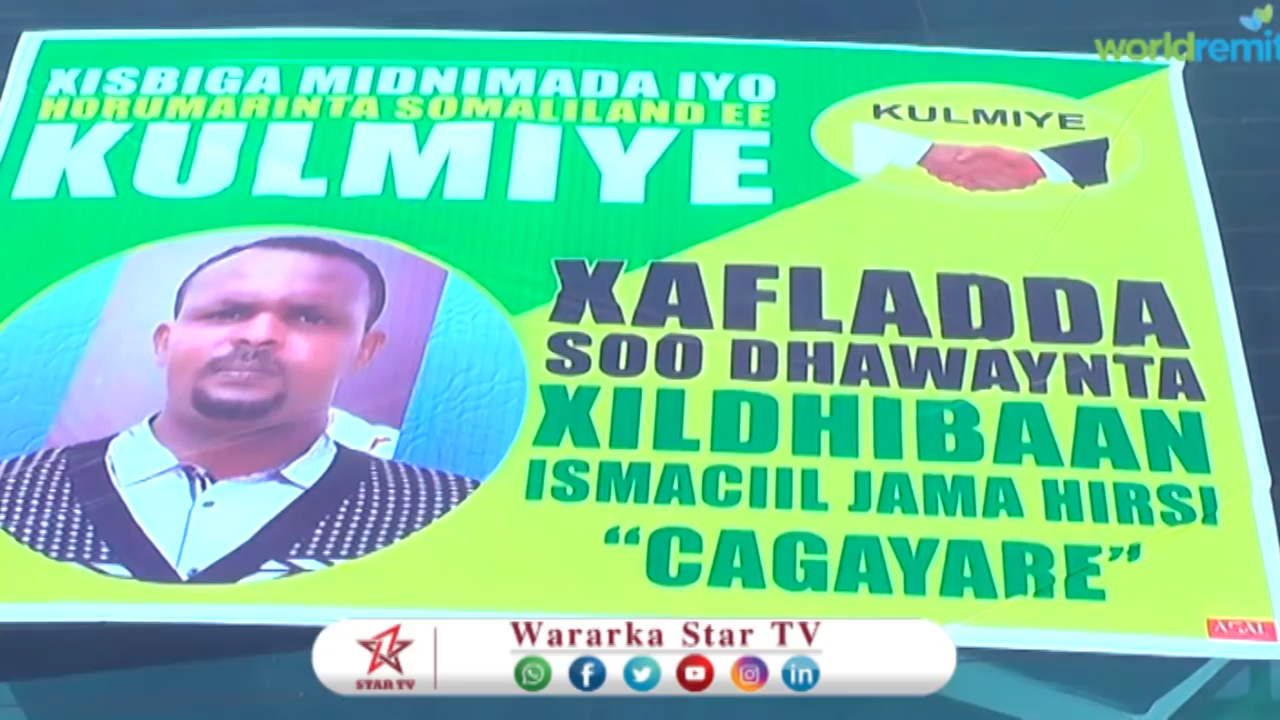 worldremit
XISBIGA MIDNIMADA IYO
HORUMARINTA SOMALILAND EE
KULMIYE
KULMIYE
XAFLADDA
SOO DHAWAYNTA
XILDHIBAAN
ISMACIIL JAMA HIRSI
“CAGAYARE”
Wararka Star TV
STAR TV